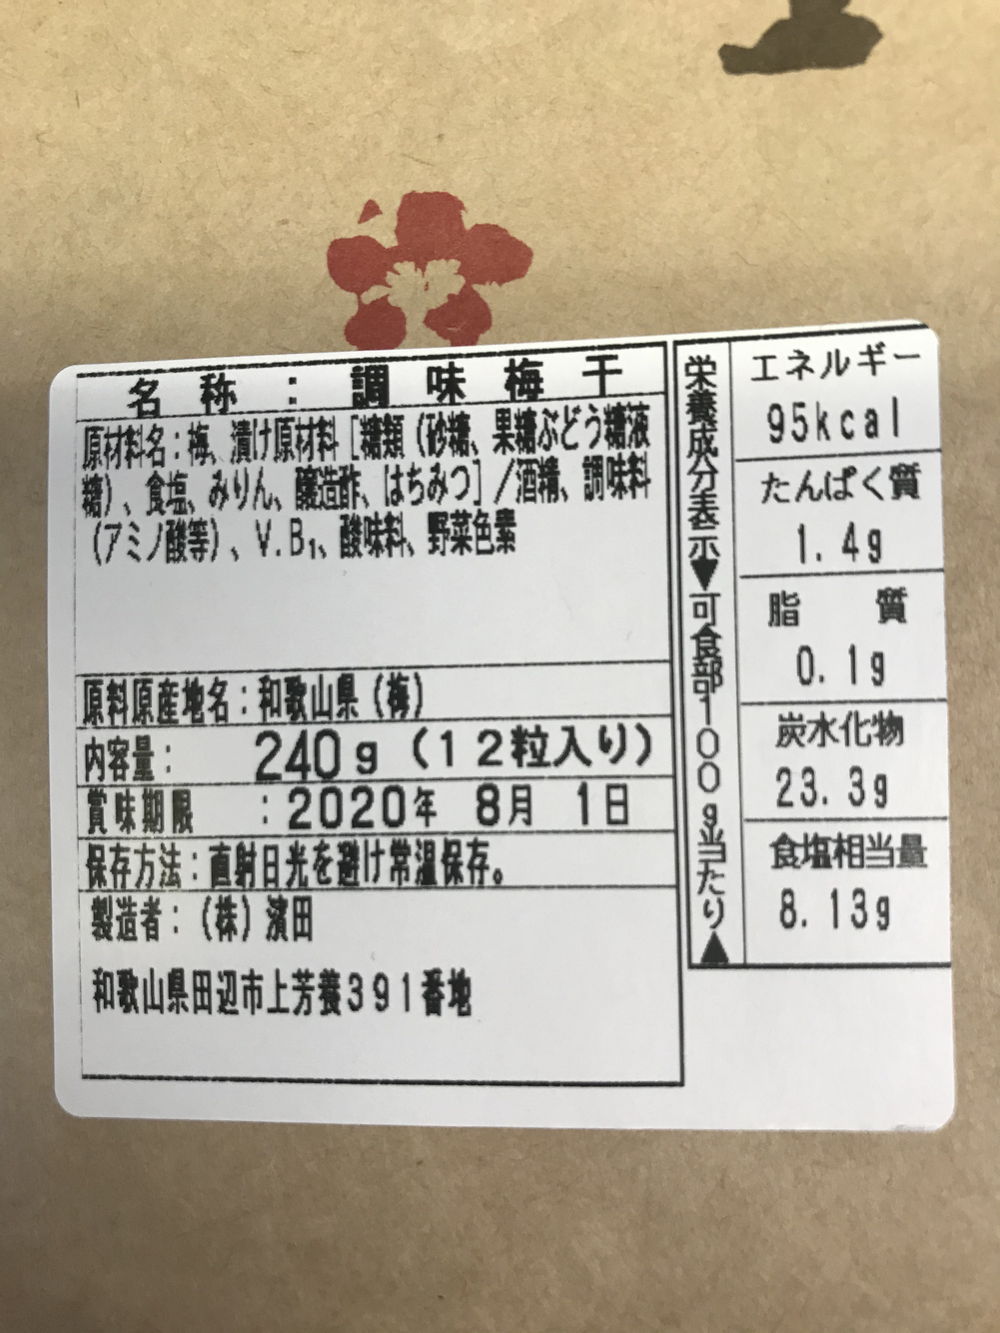 名称：調味梅干
原材料名：梅、漬け原材料［糖類（砂糖、果糖ぶどう糖液
糖）、食塩、みりん、醸造酢、はちみつ］／酒精、調味料
（アミノ酸等）、V.B₁、酸味料、野菜色素
原料原産地名：和歌山県（梅）
内容量： 240g（12粒入り）
賞味期限 ：2020年 8月 1日
保存方法：直射日光を避け常温保存。
製造者：（株）濱田
和歌山県田辺市上芳養391番地
栄養成分表示▼可食部100g当たり▲
エネルギー
95kcal
たんぱく質
1.4g
脂質
0.1g
炭水化物
23.3g
食塩相当量
8.13g